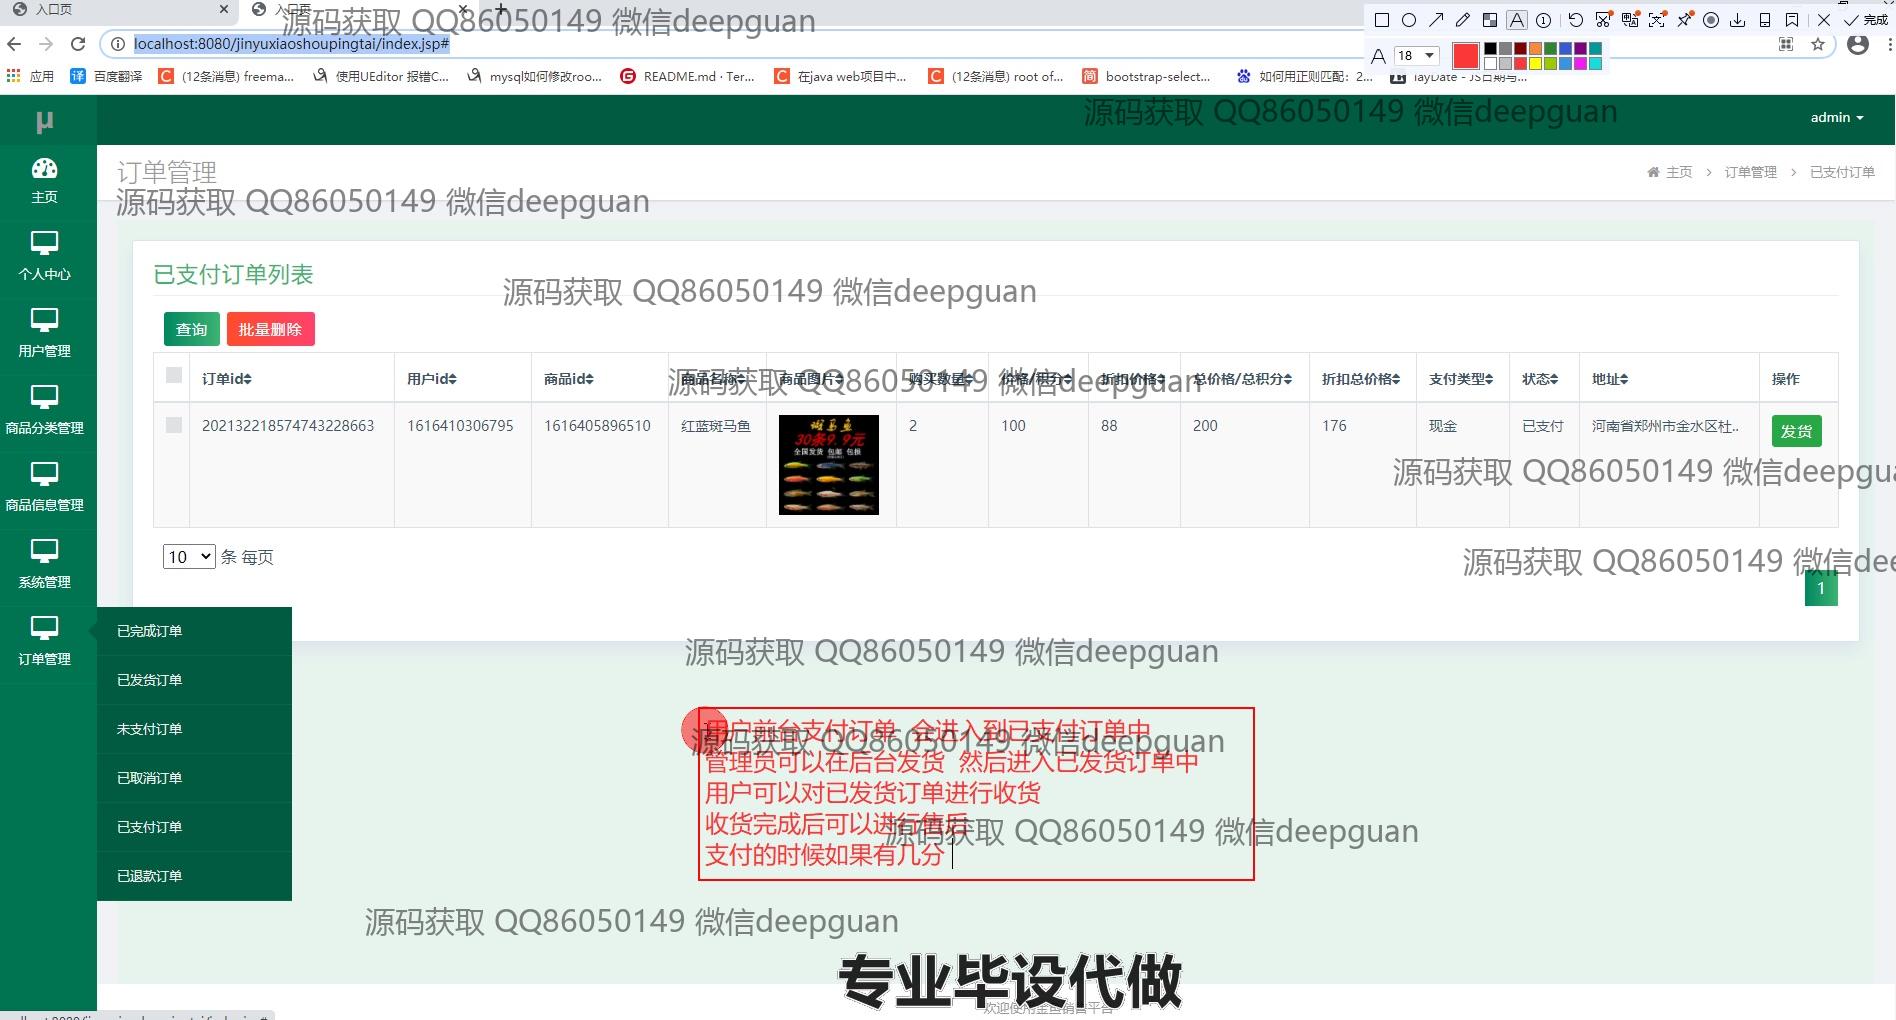 入口页
入口页
源码获取 QQ86050149 微信deepguan
18
完成
localhost:8080/jinyuxiaoshoupingtai/index.jsp#
应用
百度翻译
(12条消息) freema...
使用UEditor 报错C...
mysql如何修改roo...
README.md · Ter...
在java web项目中...
(12条消息) root of...
bootstrap-select...
如何用正则匹配：2...
layDate - JS日期与...
μ
源码获取 QQ86050149 微信deepguan
admin
主页
个人中心
用户管理
商品分类管理
商品信息管理
系统管理
订单管理
订单管理
主页 > 订单管理 > 已支付订单
源码获取 QQ86050149 微信deepguan
已支付订单列表
源码获取 QQ86050149 微信deepguan
查询 批量删除
订单id 用户id 商品id 商品名称 商品图片 购买数量 价格/积分 折扣价格 总价格/总积分 折扣总价格 支付类型 状态 地址 操作
源码获取 QQ86050149 微信deepguan
202132218574743228663 1616410306795 1616405896510 红蓝斑马鱼 2 100 88 200 176 现金 已支付 河南省郑州市金水区杜.. 发货
斑马鱼
30条9.9元
全国发货 包邮 包损
源码获取 QQ86050149 微信deepgua
10 条 每页
源码获取 QQ86050149 微信dee
1
已完成订单
已发货订单
未支付订单
已取消订单
已支付订单
已退款订单
源码获取 QQ86050149 微信deepguan
用户前台支付订单 会进入到已支付订单中
源码获取 QQ86050149 微信deepguan
管理员可以在后台发货 然后进入已发货订单中
用户可以对已发货订单进行收货
收货完成后可以进行售后
源码获取 QQ86050149 微信deepguan
支付的时候如果有几分
源码获取 QQ86050149 微信deepguan
专业毕设代做
欢迎使用金鱼销售平台